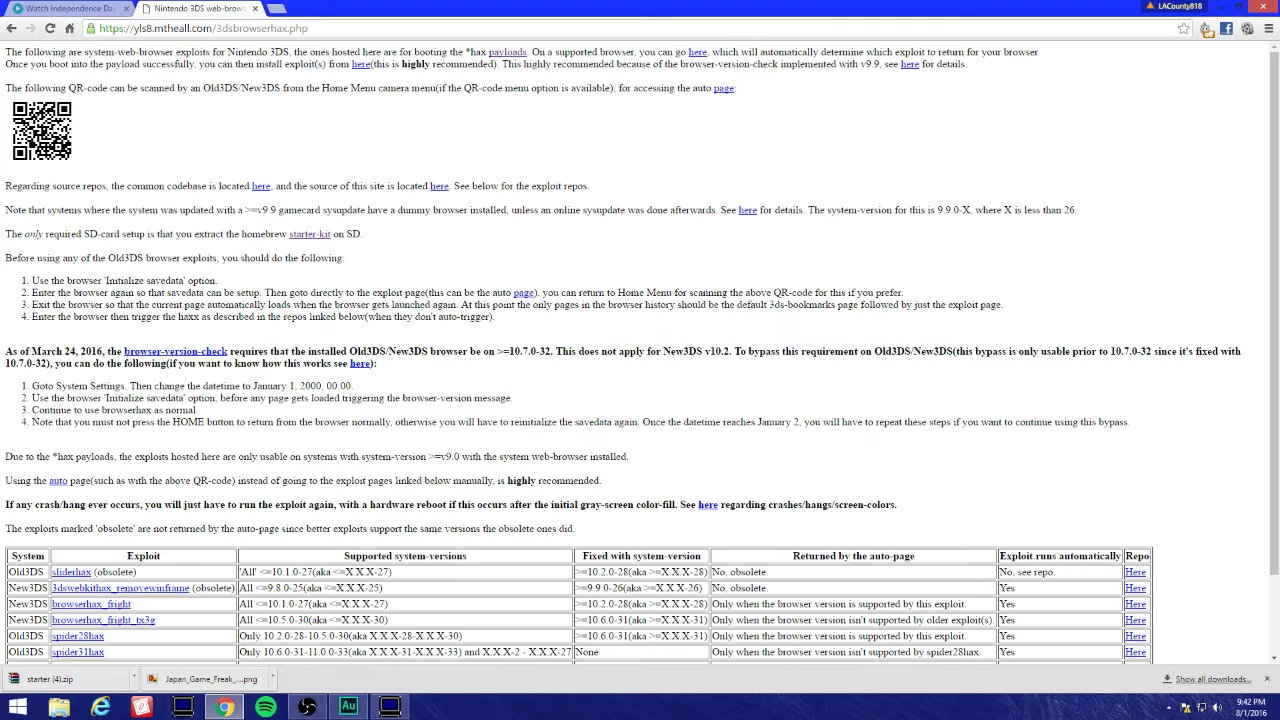 Watch Independence Day
Nintendo 3DS web-brows
LACounty818
https://yls8.mtheall.com/3dsbrowserhax.php
The following are system-web-browser exploits for Nintendo 3DS, the ones hosted here are for booting the *hax payloads. On a supported browser, you can go here, which will automatically determine which exploit to return for your browser.
Once you boot into the payload successfully, you can then install exploit(s) from here(this is highly recommended). This highly recommended because of the browser-version-check implemented with v9.9, see here for details.
The following QR-code can be scanned by an Old3DS/New3DS from the Home Menu camera menu(if the QR-code menu option is available), for accessing the auto page:
Regarding source repos, the common codebase is located here, and the source of this site is located here. See below for the exploit repos.
Note that systems where the system was updated with a >=v9.9 gamecard sysupdate have a dummy browser installed, unless an online sysupdate was done afterwards. See here for details. The system-version for this is 9.9.0-X, where X is less than 26.
The only required SD-card setup is that you extract the homebrew starter-kit on SD.
Before using any of the Old3DS browser exploits, you should do the following:
1. Use the browser 'Initialize savedata' option.
2. Enter the browser again so that savedata can be setup. Then goto directly to the exploit page(this can be the auto page), you can return to Home Menu for scanning the above QR-code for this if you prefer.
3. Exit the browser so that the current page automatically loads when the browser gets launched again. At this point the only pages in the browser history should be the default 3ds-bookmarks page followed by just the exploit page.
4. Enter the browser then trigger the haxx as described in the repos linked below(when they don't auto-trigger).
As of March 24, 2016, the browser-version-check requires that the installed Old3DS/New3DS browser be on >=10.7.0-32. This does not apply for New3DS v10.2. To bypass this requirement on Old3DS/New3DS(this bypass is only usable prior to 10.7.0-32 since it's fixed with
10.7.0-32), you can do the following(if you want to know how this works see here):
1. Goto System Settings. Then change the datetime to January 1, 2000, 00:00.
2. Use the browser 'Initialize savedata' option, before any page gets loaded triggering the browser-version message.
3. Continue to use browserhax as normal.
4. Note that you must not press the HOME button to return from the browser normally, otherwise you will have to reinitialize the savedata again. Once the datetime reaches January 2, you will have to repeat these steps if you want to continue using this bypass.
Due to the *hax payloads, the exploits hosted here are only usable on systems with system-version >=v9.0 with the system web-browser installed.
Using the auto page(such as with the above QR-code) instead of going to the exploit pages linked below manually, is highly recommended.
If any crash/hang ever occurs, you will just have to run the exploit again, with a hardware reboot if this occurs after the initial gray-screen color-fill. See here regarding crashes/hangs/screen-colors.
The exploits marked 'obsolete' are not returned by the auto-page since better exploits support the same versions the obsolete ones did.
System Exploit Supported system-versions Fixed with system-version Returned by the auto-page Exploit runs automatically Repo
Old3DS sliderhax (obsolete) 'All' <=10.1.0-27(aka <=X.X.X-27) >=10.2.0-28(aka >=X.X.X-28) No, obsolete. No, see repo. Here
New3DS 3dswebkithax_removewinframe (obsolete) All <=9.8.0-25(aka <=X.X.X-25) >=9.9.0-26(aka >=X.X.X-26) No, obsolete. Yes Here
New3DS browserhax_fright All <=10.1.0-27(aka <=X.X.X-27) >=10.2.0-28(aka >=X.X.X-28) Only when the browser version is supported by this exploit. Yes Here
New3DS browserhax_fright_tx3g All <=10.5.0-30(aka <=X.X.X-30) >=10.6.0-31(aka >=X.X.X-31) Only when the browser version isn't supported by older exploit(s). Yes Here
Old3DS spider28hax Only 10.2.0-28-10.5.0-30(aka X.X.X-28-X.X.X-30) >=10.6.0-31(aka >=X.X.X-31) Only when the browser version is supported by this exploit. Yes Here
Old3DS spider31hax Only 10.6.0-31-11.0.0-33(aka X.X.X-31-X.X.X-33) and X.X.X-2 - X.X.X-27 None Only when the browser version isn't supported by spider28hax. Yes Here
starter (4).zip
Japan_Game_Freak_....png
Show all downloads...
Au
9:42 PM
8/1/2016